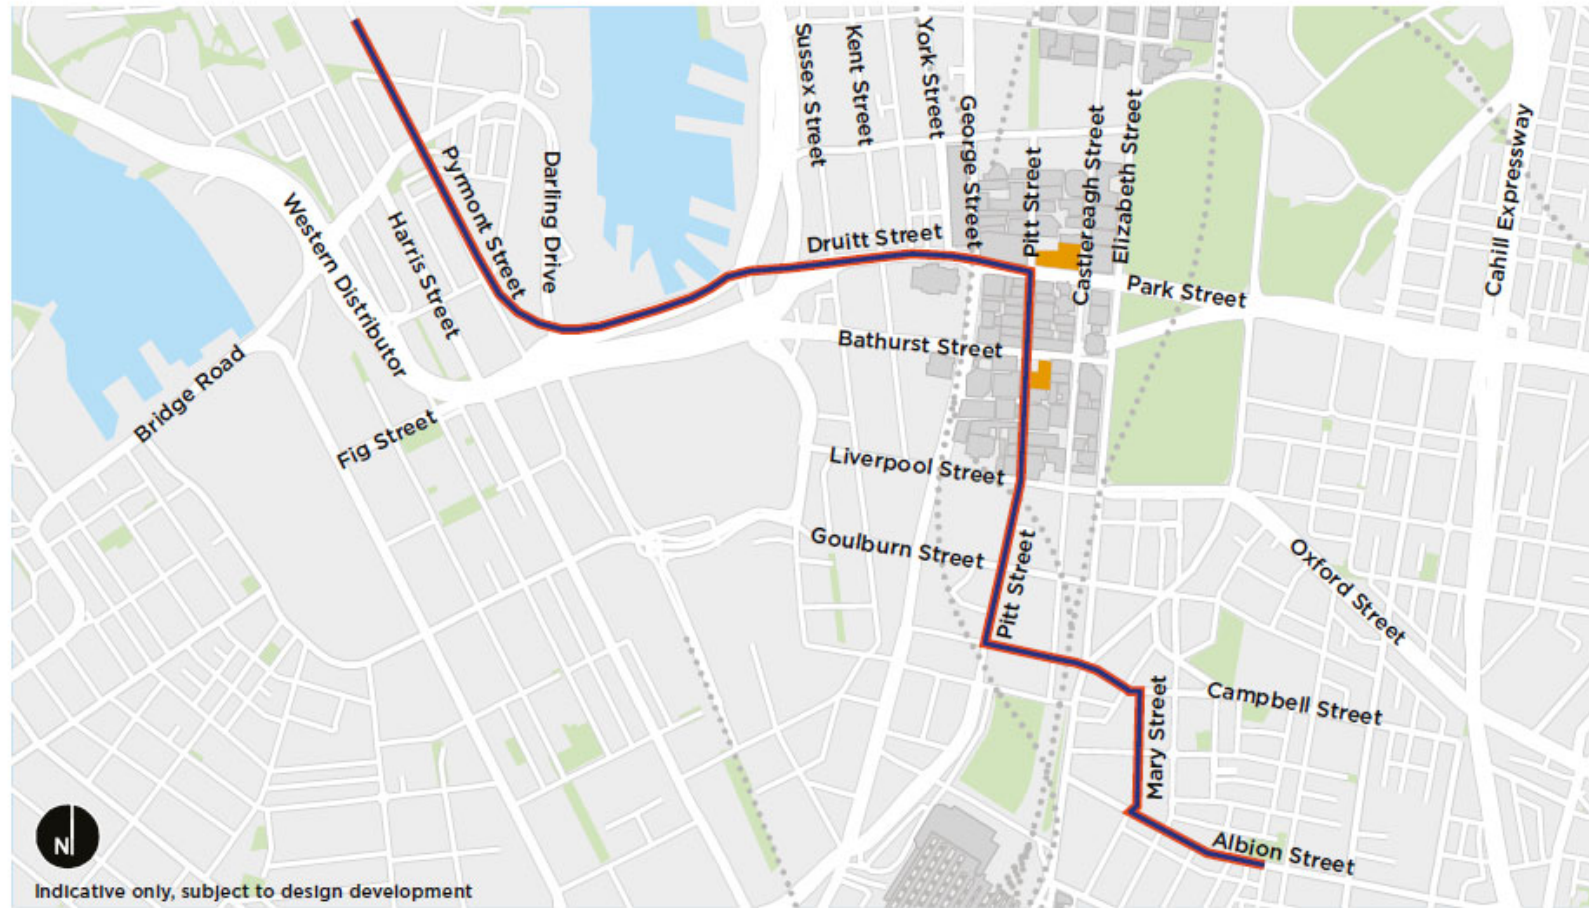 Sussex Street
Kent Street
York Street
George Street
Pitt Street
Castlereagh Street
Elizabeth Street
Cahill Expressway
Pyrmont Street
Darling Drive
Harris Street
Western Distributor
Druitt Street
Park Street
Bathurst Street
Bridge Road
Fig Street
Liverpool Street
Goulburn Street
Pitt Street
Oxford Street
Campbell Street
Mary Street
Albion Street
N
Indicative only, subject to design development